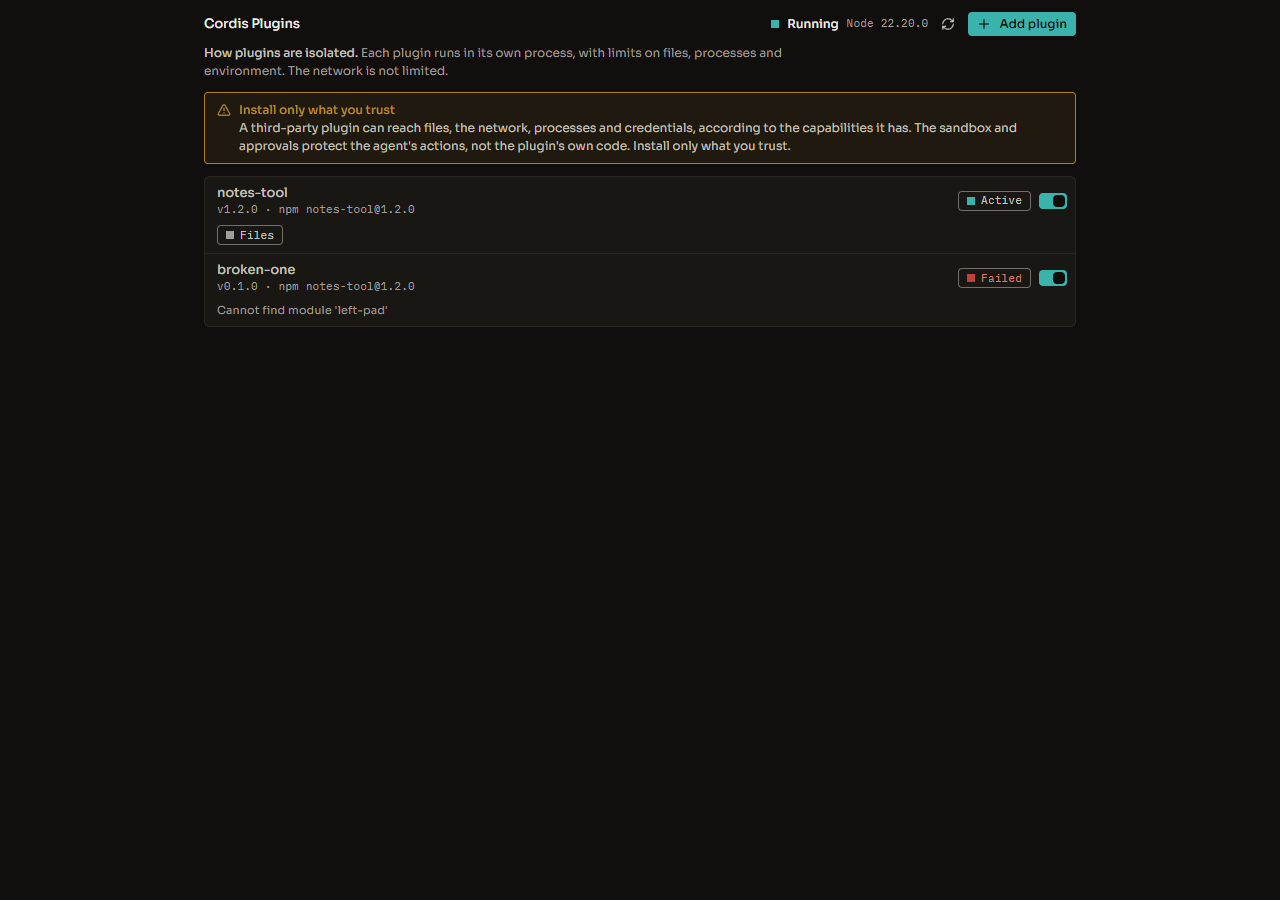 Cordis Plugins
Running Node 22.20.0
Add plugin
How plugins are isolated. Each plugin runs in its own process, with limits on files, processes and
environment. The network is not limited.
Install only what you trust
A third-party plugin can reach files, the network, processes and credentials, according to the capabilities it has. The sandbox and
approvals protect the agent's actions, not the plugin's own code. Install only what you trust.
notes-tool
v1.2.0 · npm notes-tool@1.2.0
Active
Files
broken-one
v0.1.0 · npm notes-tool@1.2.0
Failed
Cannot find module 'left-pad'